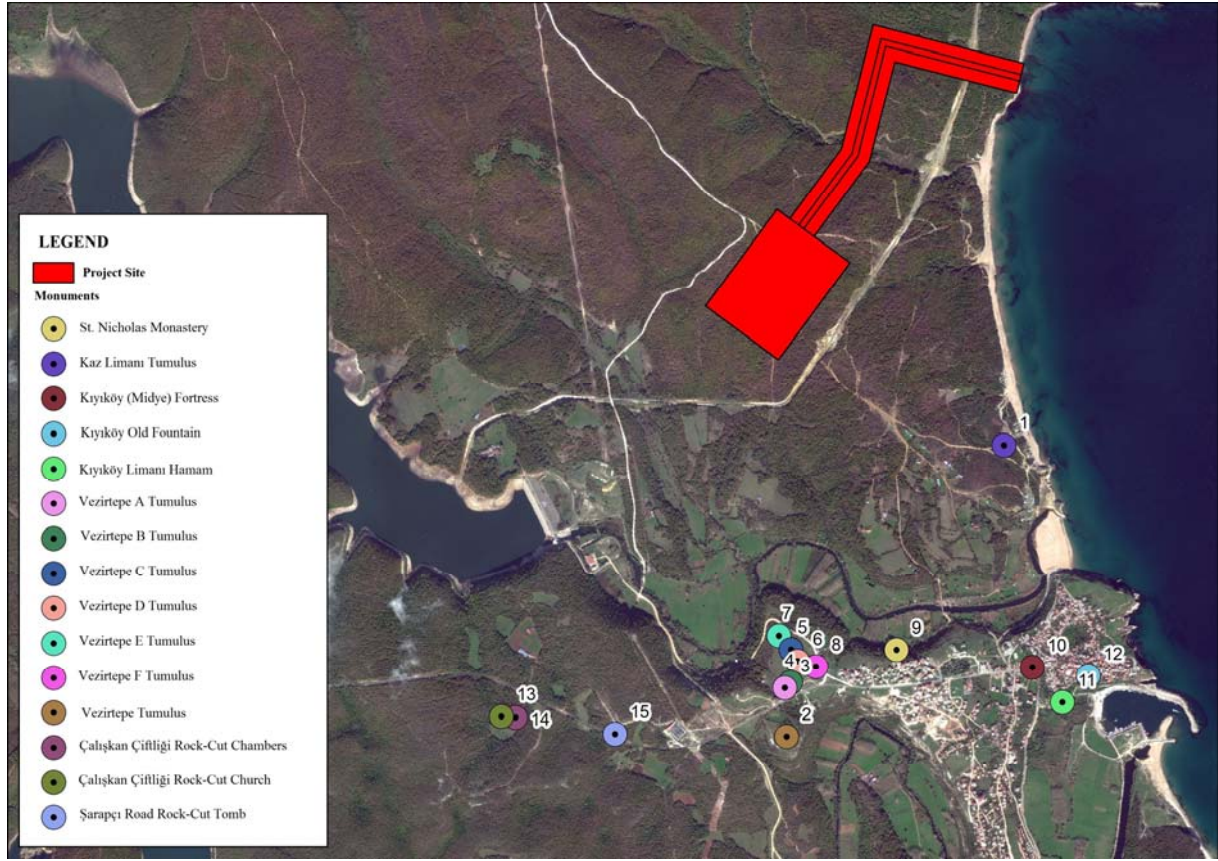 1
LEGEND
Project Site
Monuments
St. Nicholas Monastery
Kaz Limanı Tumulus
Kıyıköy (Midye) Fortress
Kıyıköy Old Fountain
Kıyıköy Limanı Hamam
Vezirtepe A Tumulus
Vezirtepe B Tumulus
Vezirtepe C Tumulus
Vezirtepe D Tumulus
Vezirtepe E Tumulus
Vezirtepe F Tumulus
Vezirtepe Tumulus
Çalışkan Çiftliği Rock-Cut Chambers
Çalışkan Çiftliği Rock-Cut Church
Şarapçı Road Rock-Cut Tomb
7
5
6
8
9
4
3
10
12
11
13
14
15
2